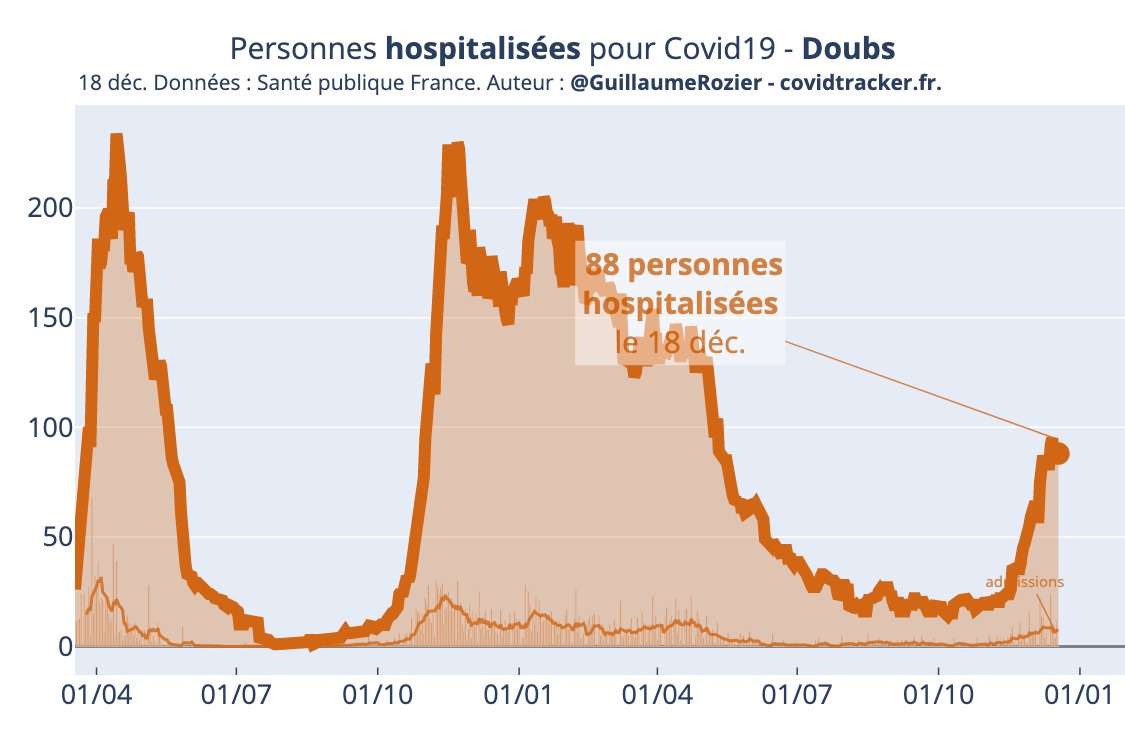 Personnes hospitalisées pour Covid19 - Doubs
18 déc. Données : Santé publique France. Auteur : @GuillaumeRozier - covidtracker.fr.
200
150
100
50
0
88 personnes
hospitalisées
le 18 déc.
admissions
01/04 01/07 01/10 01/01 01/04 01/07 01/10 01/01